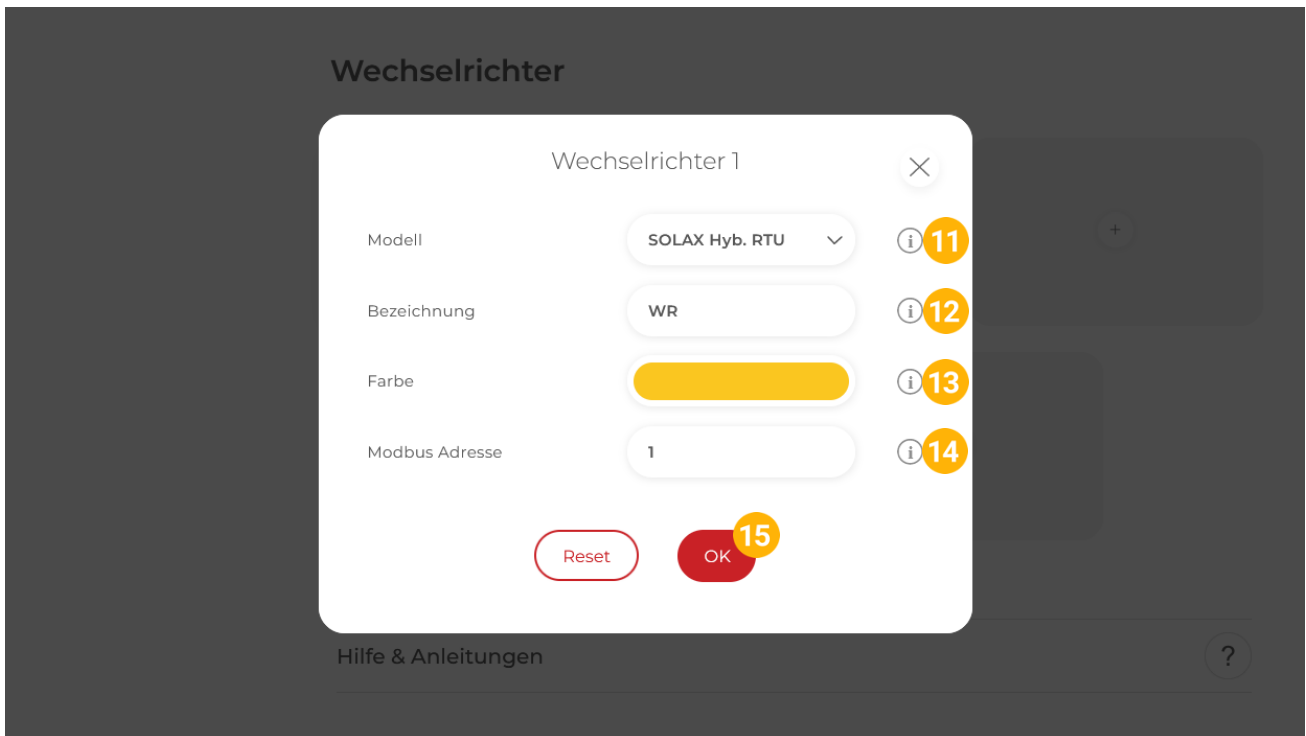 Wechselrichter
Wechselrichter 1
Modell SOLAX Hyb. RTU i 11
+
Bezeichnung WR i 12
Farbe i 13
Modbus Adresse 1 i 14
15
Reset OK
Hilfe & Anleitungen ?